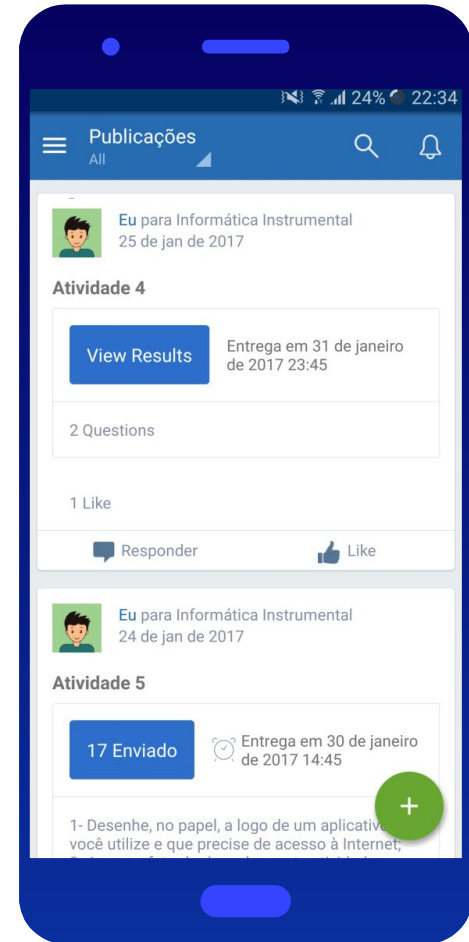 24% 22:34
Publicações
All
Eu para Informática Instrumental
25 de jan de 2017
Atividade 4
View Results
Entrega em 31 de janeiro
de 2017 23:45
2 Questions
1 Like
Responder
Like
Eu para Informática Instrumental
24 de jan de 2017
Atividade 5
17 Enviado
Entrega em 30 de janeiro
de 2017 14:45
+
1- Desenhe, no papel, a logo de um
você utilize e que precise de acesso à Internet;